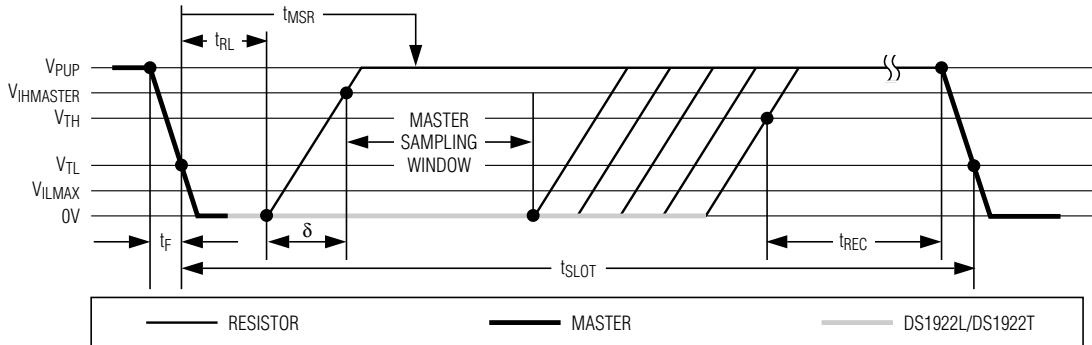 tMSR
tRL
VPUP
VIHMASTER
VTH
VTL
VILMAX
0V
MASTER
SAMPLING
WINDOW
tF
δ
tREC
tSLOT
RESISTOR
MASTER
DS1922L/DS1922T